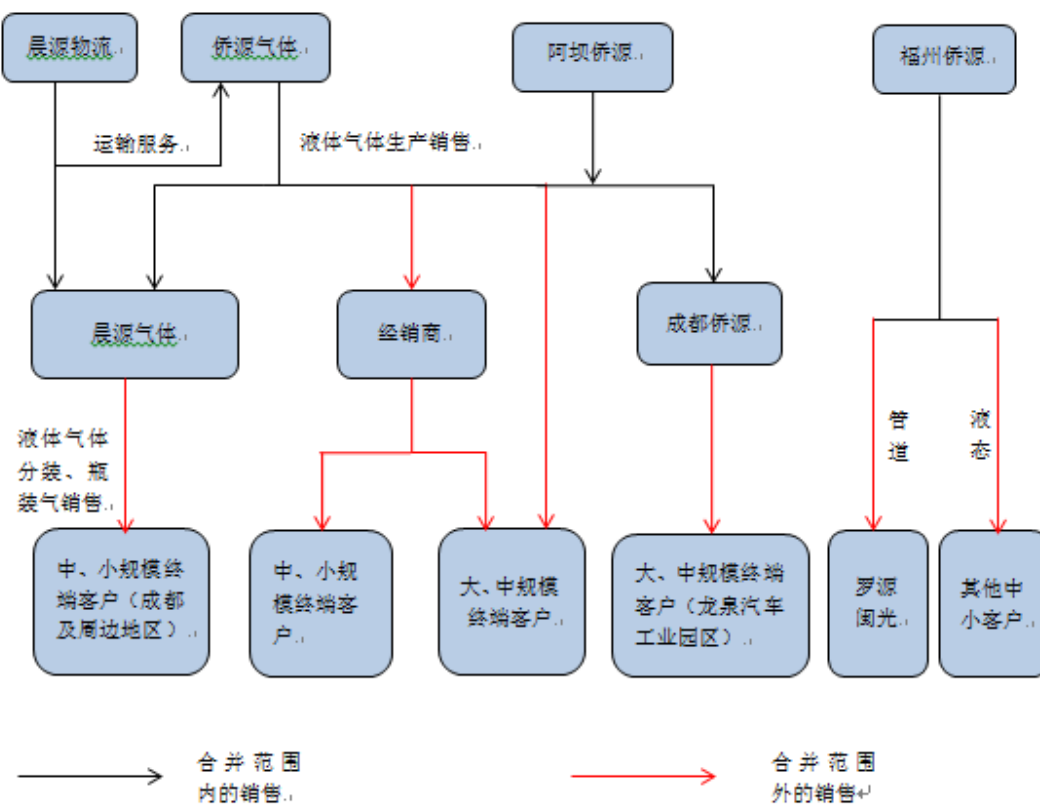 晨源物流
侨源气体
阿坝侨源
福州侨源
运输服务
液体气体生产销售
晨源气体
经销商
成都侨源
管
道
液
态
液体气体
分装、瓶
装气销售
中、小规模终
端客户（成都
及周边地区）
中、小规
模终端客
户
大、中规模
终端客户
大、中规模终端
客户（龙泉汽车
工业园区）
罗源
闽光
其他中
小客户
合并范围
内的销售
合并范围
外的销售